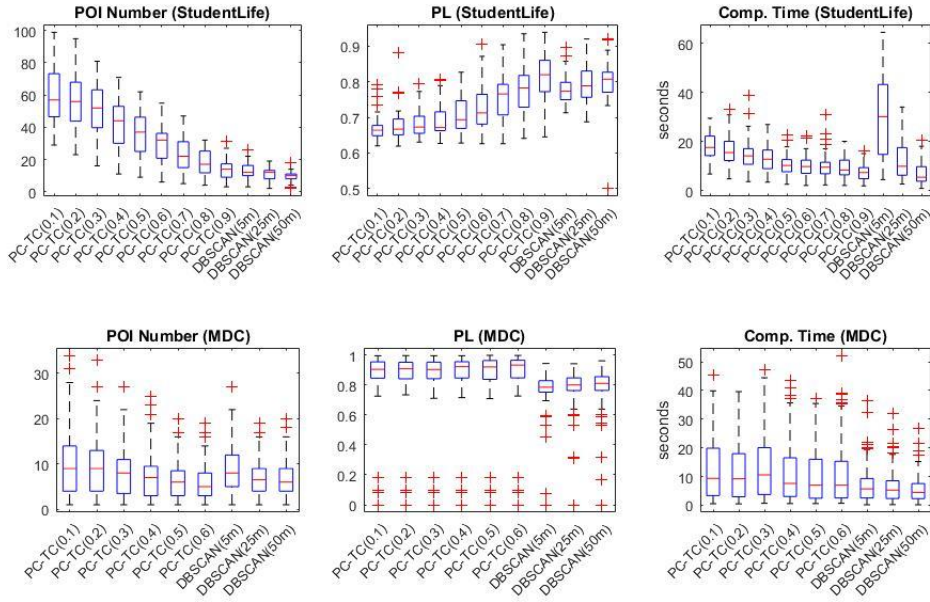 POI Number (StudentLife)
100
80
60
40
20
0
PC-TC(0.1)
PC-TC(0.2)
PC-TC(0.3)
PC-TC(0.4)
PC-TC(0.5)
PC-TC(0.6)
PC-TC(0.7)
PC-TC(0.8)
PC-TC(0.9)
DBSCAN(5m)
DBSCAN(25m)
DBSCAN(50m)
PL (StudentLife)
0.9
0.8
0.7
0.6
0.5
PC-TC(0.1)
PC-TC(0.2)
PC-TC(0.3)
PC-TC(0.4)
PC-TC(0.5)
PC-TC(0.6)
PC-TC(0.7)
PC-TC(0.8)
PC-TC(0.9)
DBSCAN(5m)
DBSCAN(25m)
DBSCAN(50m)
Comp. Time (StudentLife)
seconds
60
40
20
0
PC-TC(0.1)
PC-TC(0.2)
PC-TC(0.3)
PC-TC(0.4)
PC-TC(0.5)
PC-TC(0.6)
PC-TC(0.7)
PC-TC(0.8)
PC-TC(0.9)
DBSCAN(5m)
DBSCAN(25m)
DBSCAN(50m)
POI Number (MDC)
30
20
10
0
PC-TC(0.1)
PC-TC(0.2)
PC-TC(0.3)
PC-TC(0.4)
PC-TC(0.5)
PC-TC(0.6)
DBSCAN(5m)
DBSCAN(25m)
DBSCAN(50m)
PL (MDC)
1
0.8
0.6
0.4
0.2
0
PC-TC(0.1)
PC-TC(0.2)
PC-TC(0.3)
PC-TC(0.4)
PC-TC(0.5)
PC-TC(0.6)
DBSCAN(5m)
DBSCAN(25m)
DBSCAN(50m)
Comp. Time (MDC)
seconds
50
40
30
20
10
0
PC-TC(0.1)
PC-TC(0.2)
PC-TC(0.3)
PC-TC(0.4)
PC-TC(0.5)
PC-TC(0.6)
DBSCAN(5m)
DBSCAN(25m)
DBSCAN(50m)